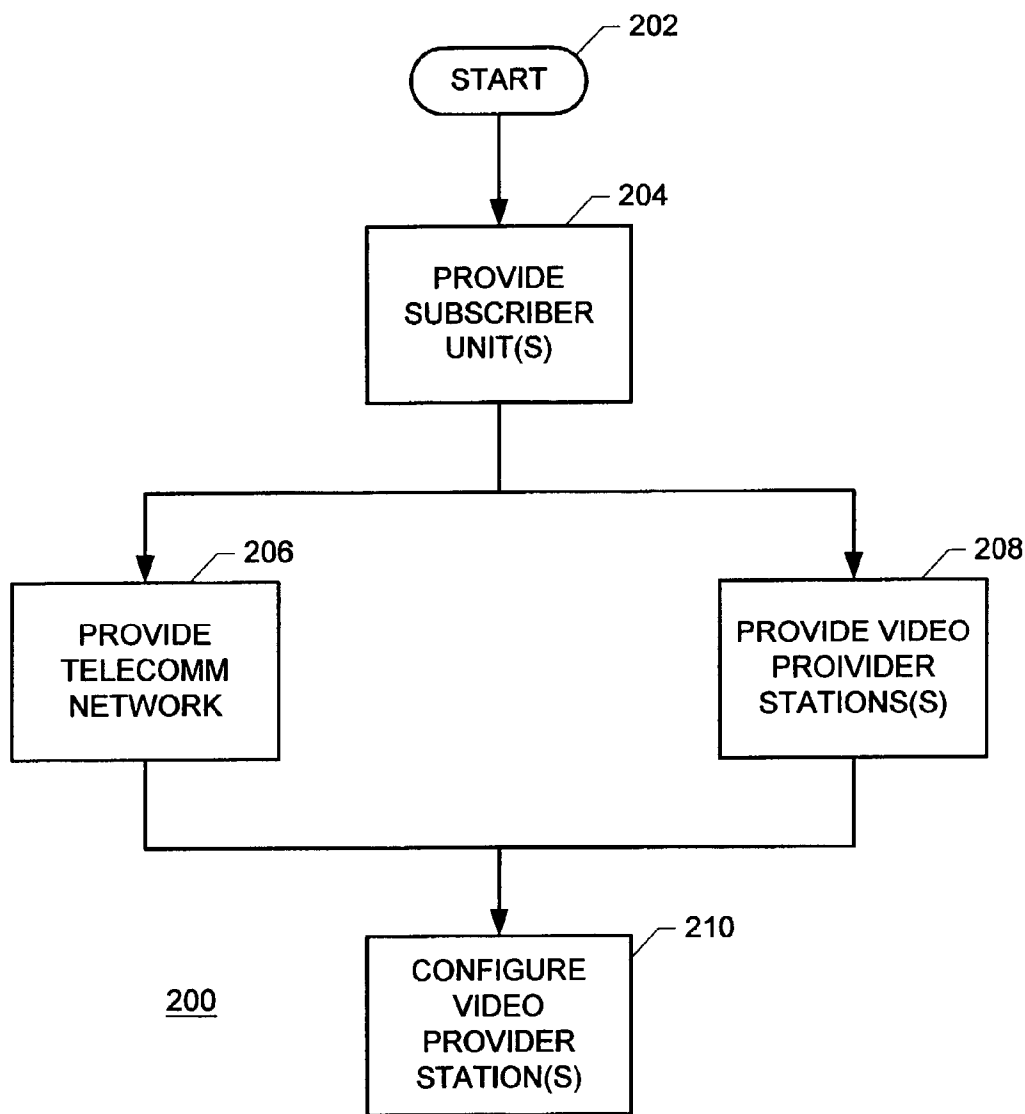 202
START
204
PROVIDE
SUBSCRIBER
UNIT(S)
206
PROVIDE
TELECOMM
NETWORK
208
PROVIDE VIDEO
PROIVIDER
STATIONS(S)
210
CONFIGURE
VIDEO
PROVIDER
STATION(S)
200